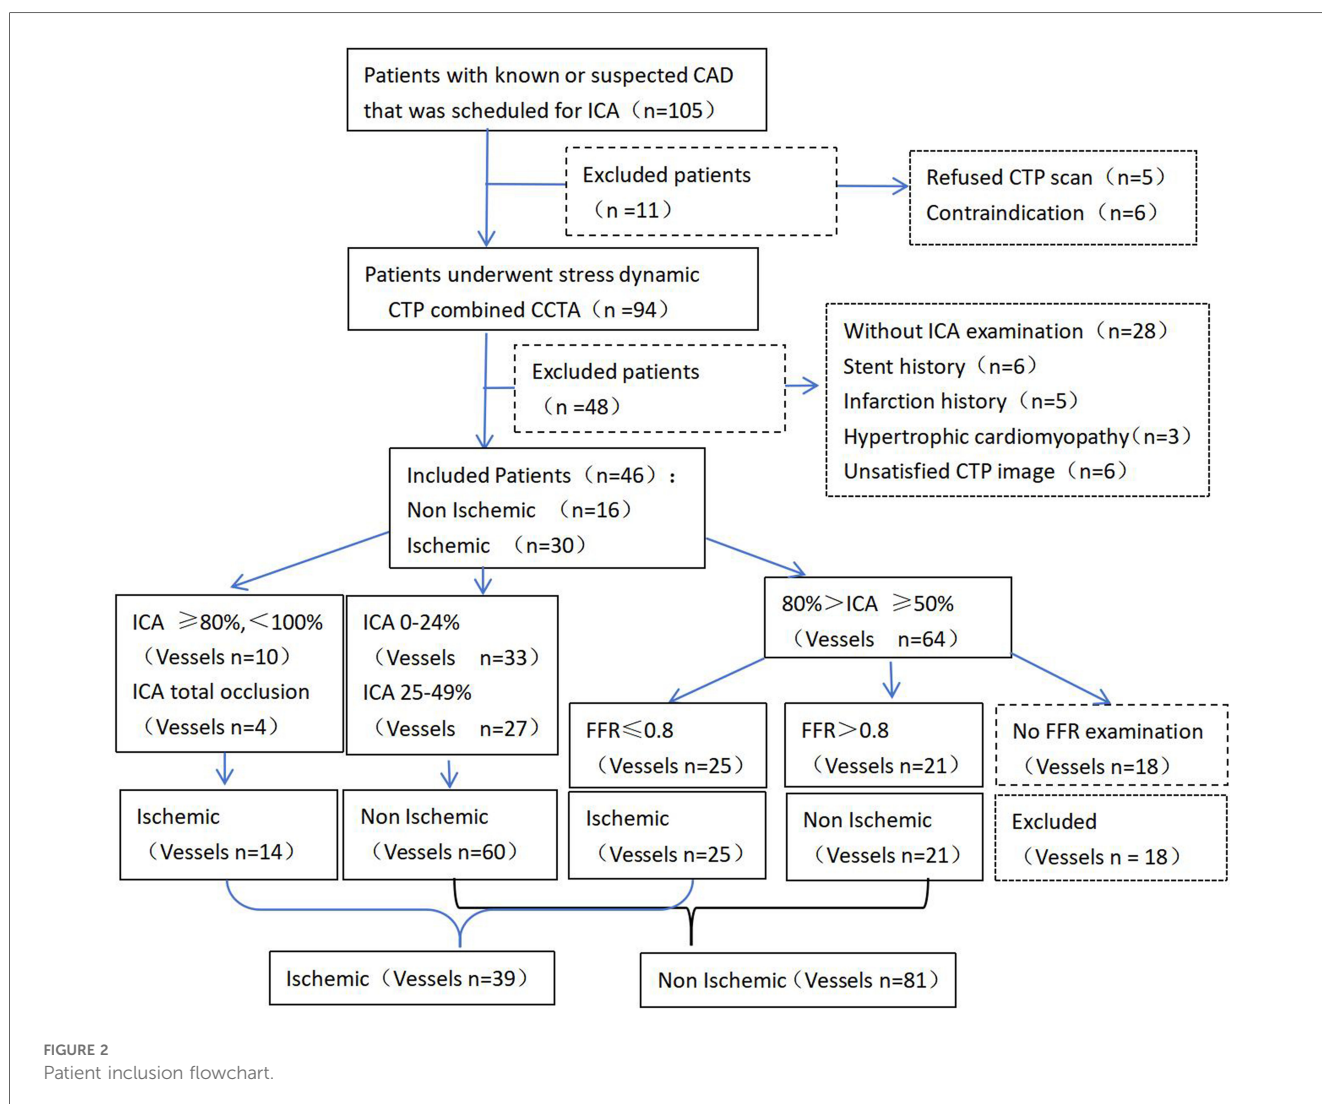 Patients with known or suspected CAD
that was scheduled for ICA（n=105）
Excluded patients
（n =11）
Refused CTP scan（n=5）
Contraindication（n=6）
Patients underwent stress dynamic
CTP combined CCTA（n =94）
Excluded patients
（n =48）
Without ICA examination（n=28）
Stent history（n=6）
Infarction history（n=5）
Hypertrophic cardiomyopathy（n=3）
Unsatisfied CTP image（n=6）
Included Patients（n=46）：
Non Ischemic （n=16）
Ischemic （n=30）
ICA ≥80%,＜100%
（Vessels n=10）
ICA total occlusion
（Vessels n=4）
ICA 0-24%
（Vessels n=33）
ICA 25-49%
（Vessels n=27）
80%＞ICA ≥50%
（Vessels n=64）
FFR≤0.8
（Vessels n=25）
FFR＞0.8
（Vessels n=21）
No FFR examination
（Vessels n=18）
Ischemic
（Vessels n=14）
Non Ischemic
（Vessels n=60）
Ischemic
（Vessels n=25）
Non Ischemic
（Vessels n=21）
Excluded
（Vessels n = 18）
Ischemic（Vessels n=39）
Non Ischemic（Vessels n=81）
FIGURE 2
Patient inclusion flowchart.